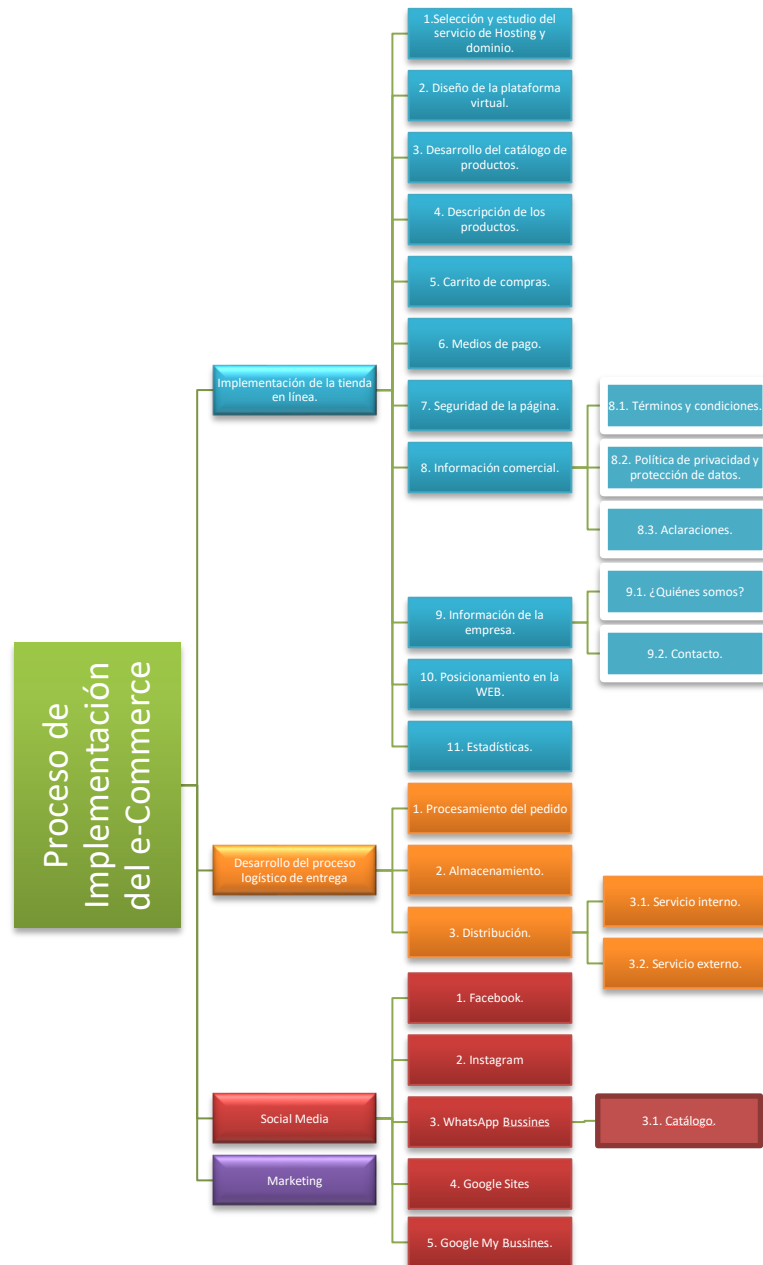 Proceso de
Implementación
del e-Commerce
Implementación de la tienda
en línea.
1.Selección y estudio del
servicio de Hosting y
dominio.
2. Diseño de la plataforma
virtual.
3. Desarrollo del catálogo de
productos.
4. Descripción de los
productos.
5. Carrito de compras.
6. Medios de pago.
7. Seguridad de la página.
8. Información comercial.
8.1. Términos y condiciones.
8.2. Política de privacidad y
protección de datos.
8.3. Aclaraciones.
9. Información de la
empresa.
9.1. ¿Quiénes somos?
9.2. Contacto.
10. Posicionamiento en la
WEB.
11. Estadísticas.
Desarrollo del proceso
logístico de entrega
1. Procesamiento del pedido
2. Almacenamiento.
3. Distribución.
3.1. Servicio interno.
3.2. Servicio externo.
Social Media
1. Facebook.
2. Instagram
3. WhatsApp Bussines
3.1. Catálogo.
4. Google Sites
5. Google My Bussines.
Marketing